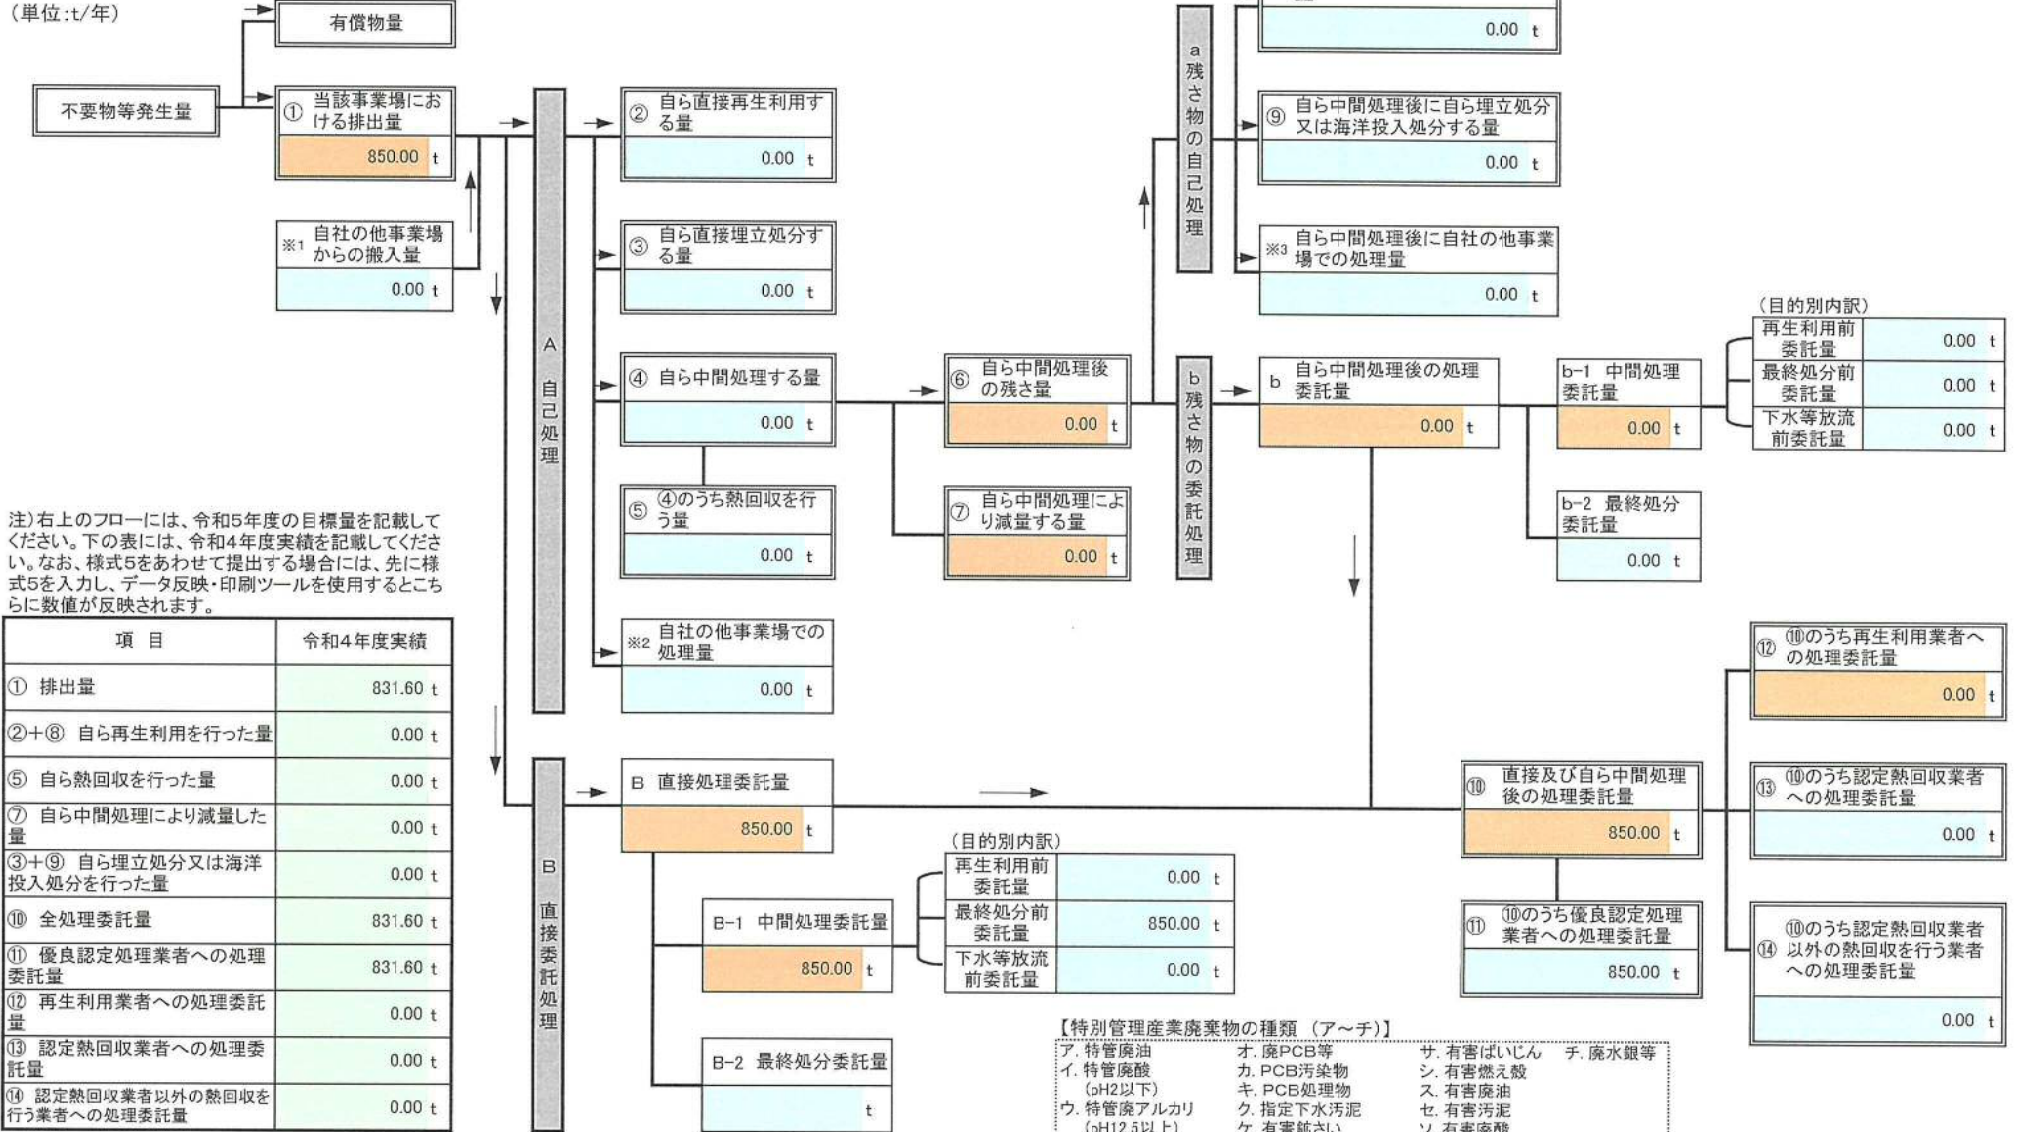 （単位:t/年）
有償物量
不要物等発生量
① 当該事業場にお
ける排出量
850.00 t
※1 自社の他事業場
からの搬入量
0.00 t
A 自己処理
② 自ら直接再生利用す
る量
0.00 t
③ 自ら直接埋立処分す
る量
0.00 t
④ 自ら中間処理する量
0.00 t
⑤ ④のうち熱回収を行
う量
0.00 t
※2 自社の他事業場での
処理量
0.00 t
⑥ 自ら中間処理後
の残さ量
0.00 t
⑦ 自ら中間処理によ
り減量する量
0.00 t
a 残さ物の自己処理
0.00 t
⑨ 自ら中間処理後に自ら埋立処分
又は海洋投入処分する量
0.00 t
※3 自ら中間処理後に自社の他事業
場での処理量
0.00 t
b 残さ物の委託処理
b 自ら中間処理後の処理
委託量
0.00 t
b-1 中間処理
委託量
0.00 t
（目的別内訳）
再生利用前
委託量
0.00 t
最終処分前
委託量
0.00 t
下水等放流
前委託量
0.00 t
b-2 最終処分
委託量
0.00 t
注）右上のフローには、令和5年度の目標量を記載して
ください。下の表には、令和4年度実績を記載してくださ
い。なお、様式5をあわせて提出する場合には、先に様
式5を入力し、データ反映・印刷ツールを使用するとこち
らに数値が反映されます。
項 目 令和4年度実績
① 排出量 831.60 t
②＋⑧ 自ら再生利用を行った量 0.00 t
⑤ 自ら熱回収を行った量 0.00 t
⑦ 自ら中間処理により減量した
量 0.00 t
③＋⑨ 自ら埋立処分又は海洋
投入処分を行った量 0.00 t
⑩ 全処理委託量 831.60 t
⑪ 優良認定処理業者への処理
委託量 831.60 t
⑫ 再生利用業者への処理委託
量 0.00 t
⑬ 認定熱回収業者への処理委
託量 0.00 t
⑭ 認定熱回収業者以外の熱回収を
行う業者への処理委託量 0.00 t
B 直接委託処理
B 直接処理委託量
850.00 t
B-1 中間処理委託量
850.00 t
（目的別内訳）
再生利用前
委託量
0.00 t
最終処分前
委託量
850.00 t
下水等放流
前委託量
0.00 t
B-2 最終処分委託量
t
⑩ 直接及び自ら中間処理
後の処理委託量
850.00 t
⑪ ⑩のうち優良認定処理
業者への処理委託量
850.00 t
⑫ ⑩のうち再生利用業者へ
の処理委託量
0.00 t
⑬ ⑩のうち認定熱回収業者
への処理委託量
0.00 t
⑭ ⑩のうち認定熱回収業者
以外の熱回収を行う業者
への処理委託量
0.00 t
【特別管理産業廃棄物の種類 （ア～チ）】
ア. 特管廃油 オ. 廃PCB等 サ. 有害ばいじん チ. 廃水銀等
イ. 特管廃酸 カ. PCB汚染物 シ. 有害燃え殻
（pH2以下） キ. PCB処理物 ス. 有害廃油
ウ. 特管廃アルカリ ク. 指定下水汚泥 セ. 有害汚泥
（pH12.5以上） ケ. 有害鉱さい ソ. 有害廃酸